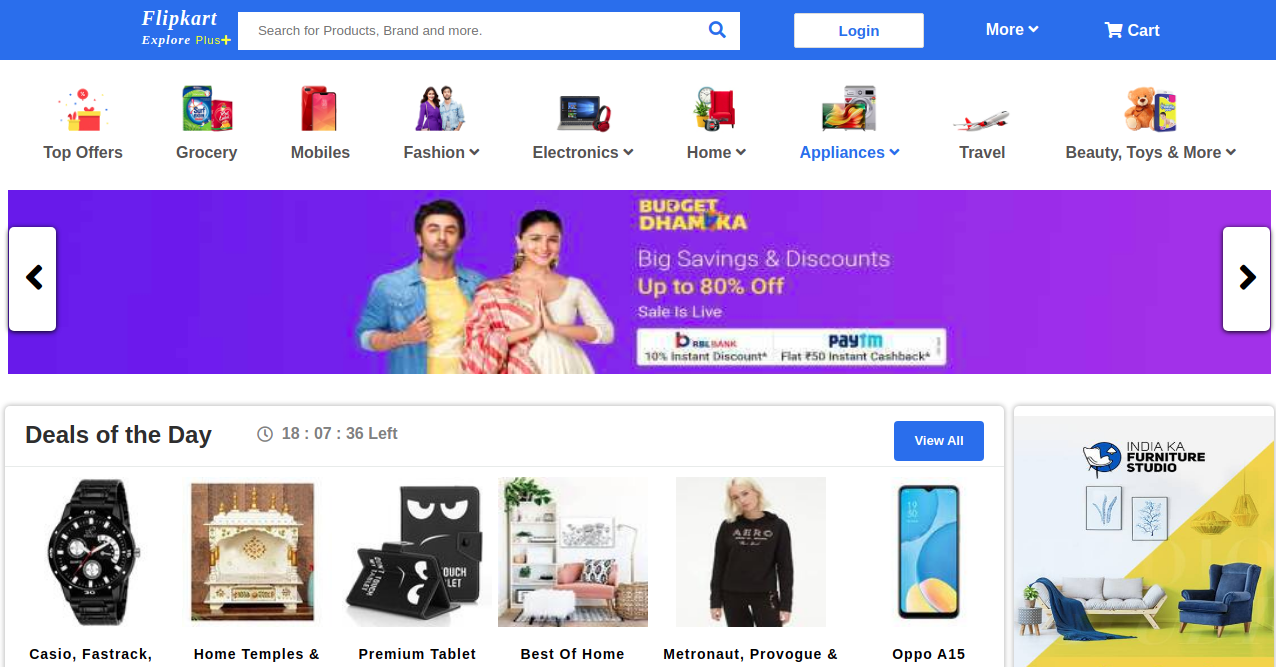 Flipkart
Explore Plus
Search for Products, Brand and more.
Login
More
Cart
Top Offers
Grocery
Mobiles
Fashion
Electronics
Home
Appliances
Travel
Beauty, Toys & More
BUDGET
DHAMAKA
Big Savings & Discounts
Up to 80% Off
Sale Is Live
RBLBANK
10% Instant Discount*
paytm
Flat ₹50 Instant Cashback*
Deals of the Day
18 : 07 : 36 Left
View All
INDIA KA
FURNITURE
STUDIO
AERO
Casio, Fastrack,
Home Temples &
Premium Tablet
Best Of Home
Metronaut, Provogue &
Oppo A15